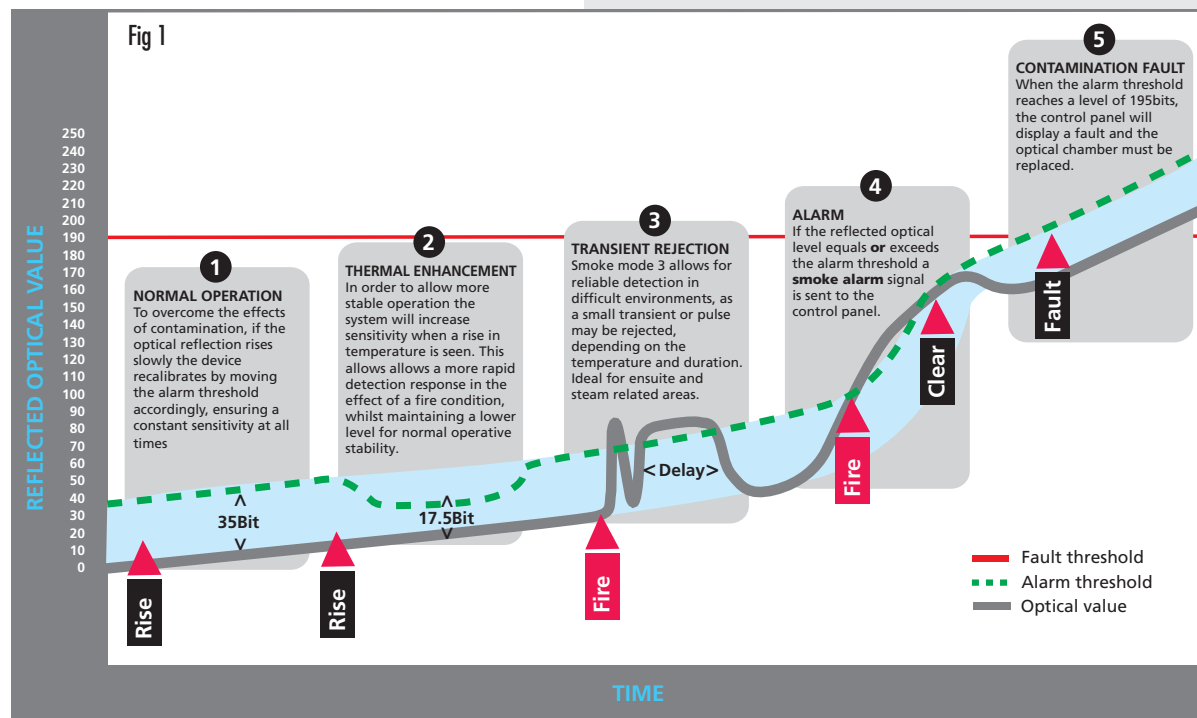 Fig 1
REFLECTED OPTICAL VALUE
250
240
230
220
210
200
190
180
170
160
150
140
130
120
110
100
90
80
70
60
50
40
30
20
10
0
1
NORMAL OPERATION
To overcome the effects
of contamination, if the
optical reflection rises
slowly the device
recalibrates by moving
the alarm threshold
accordingly, ensuring a
constant sensitivity at all
times
35Bit
Rise
2
THERMAL ENHANCEMENT
In order to allow more
stable operation the
system will increase
sensitivity when a rise in
temperature is seen. This
allows allows a more rapid
detection response in the
effect of a fire condition,
whilst maintaining a lower
level for normal operative
stability.
17.5Bit
Rise
3
TRANSIENT REJECTION
Smoke mode 3 allows for
reliable detection in
difficult environments, as
a small transient or pulse
may be rejected,
depending on the
temperature and duration.
Ideal for ensuite and
steam related areas.
<Delay>
Fire
4
ALARM
If the reflected optical
level equals or exceeds
the alarm threshold a
smoke alarm signal
is sent to the
control panel.
Fire
Clear
5
CONTAMINATION FAULT
When the alarm threshold
reaches a level of 195bits,
the control panel will
display a fault and the
optical chamber must be
replaced.
Fault
Fault threshold
Alarm threshold
Optical value
TIME